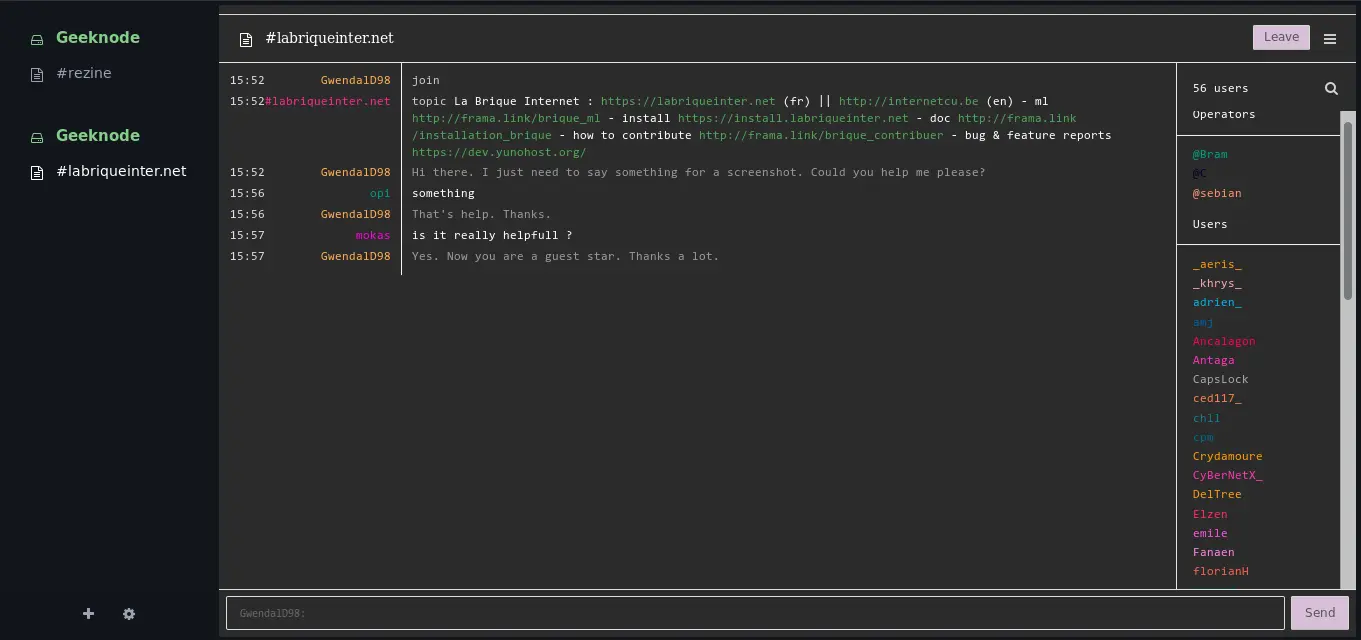 Geeknode
#rezine
Geeknode
#labriqueinter.net
#labriqueinter.net
Leave
15:52 GwendalD98 join
15:52 #labriqueinter.net topic La Brique Internet : https://labriqueinter.net (fr) || http://internetcu.be (en) - ml
http://frama.link/brique_ml - install https://install.labriqueinter.net - doc http://frama.link
/installation_brique - how to contribute http://frama.link/brique_contribuer - bug & feature reports
https://dev.yunohost.org/
15:52 GwendalD98 Hi there. I just need to say something for a screenshot. Could you help me please?
15:56 opi something
15:56 GwendalD98 That's help. Thanks.
15:57 mokas is it really helpfull ?
15:57 GwendalD98 Yes. Now you are a guest star. Thanks a lot.
56 users
Operators
@Bram
@C
@sebian
Users
_aeris_
_khrys_
adrien_
amj
Ancalagon
Antaga
CapsLock
ced117_
chll
cpm
Crydamoure
CyBerNetX_
DelTree
Elzen
emile
Fanaen
florianH
GwendalD98:
Send